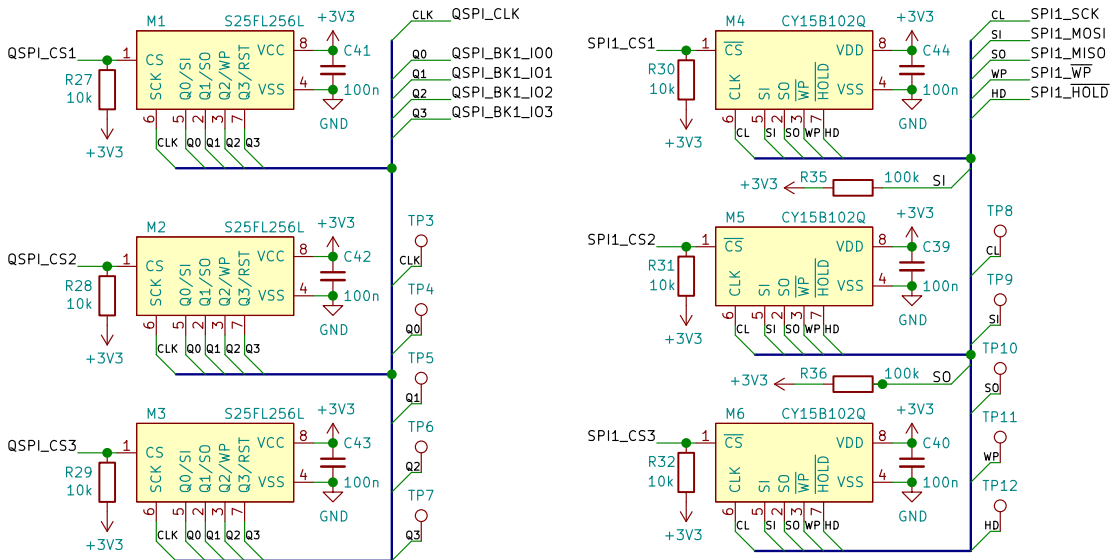 M1 S25FL256L
+3V3
QSPI_CS1 1 CS VCC 8 C41
R27
10k
SCK Q0/SI Q1/SO Q2/WP Q3/RST
VSS 4 100n
6 5 2 3 7
GND
CLK Q0 Q1 Q2 Q3
+3V3
CLK QSPI_CLK
Q0 QSPI_BK1_IO0
Q1 QSPI_BK1_IO1
Q2 QSPI_BK1_IO2
Q3 QSPI_BK1_IO3
M2 S25FL256L
+3V3
QSPI_CS2 1 CS VCC 8 C42
R28
10k
SCK Q0/SI Q1/SO Q2/WP Q3/RST
VSS 4 100n
6 5 2 3 7
GND
CLK Q0 Q1 Q2 Q3
+3V3
M3 S25FL256L
+3V3
QSPI_CS3 1 CS VCC 8 C43
R29
10k
SCK Q0/SI Q1/SO Q2/WP Q3/RST
VSS 4 100n
6 5 2 3 7
GND
CLK Q0 Q1 Q2 Q3
+3V3
TP3
CLK
TP4
Q0
TP5
Q1
TP6
Q2
TP7
Q3
M4 CY15B102Q
+3V3
SPI1_CS1 1 CS VDD 8 C44
R30
10k
CLK SI SO WP HOLD
VSS 4 100n
6 5 2 3 7
GND
CL SI SO WP HD
+3V3
CL SPI1_SCK
SI SPI1_MOSI
SO SPI1_MISO
WP SPI1_WP
HD SPI1_HOLD
+3V3 R35 100k SI
M5 CY15B102Q
+3V3
SPI1_CS2 1 CS VDD 8 C39
R31
10k
CLK SI SO WP HOLD
VSS 4 100n
6 5 2 3 7
GND
CL SI SO WP HD
+3V3
+3V3 R36 100k SO
M6 CY15B102Q
+3V3
SPI1_CS3 1 CS VDD 8 C40
R32
10k
CLK SI SO WP HOLD
VSS 4 100n
6 5 2 3 7
GND
CL SI SO WP HD
+3V3
TP8
CL
TP9
SI
TP10
SO
TP11
WP
TP12
HD